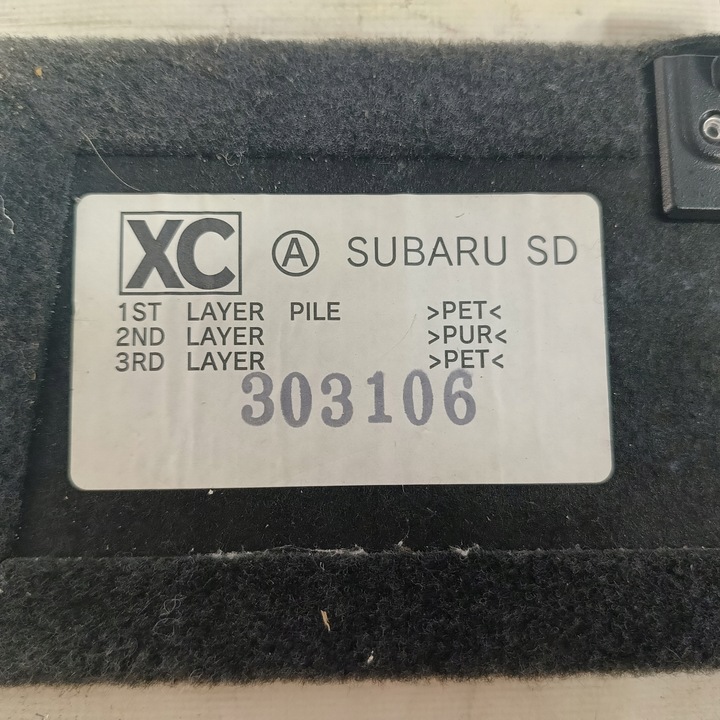 XC Ⓐ SUBARU SD
1ST LAYER PILE >PET<
2ND LAYER >PUR<
3RD LAYER >PET<
303106